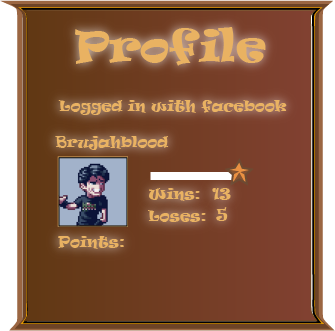 Profile
Logged in with facebook
Brujahblood
Wins: 13
Loses: 5
Points: